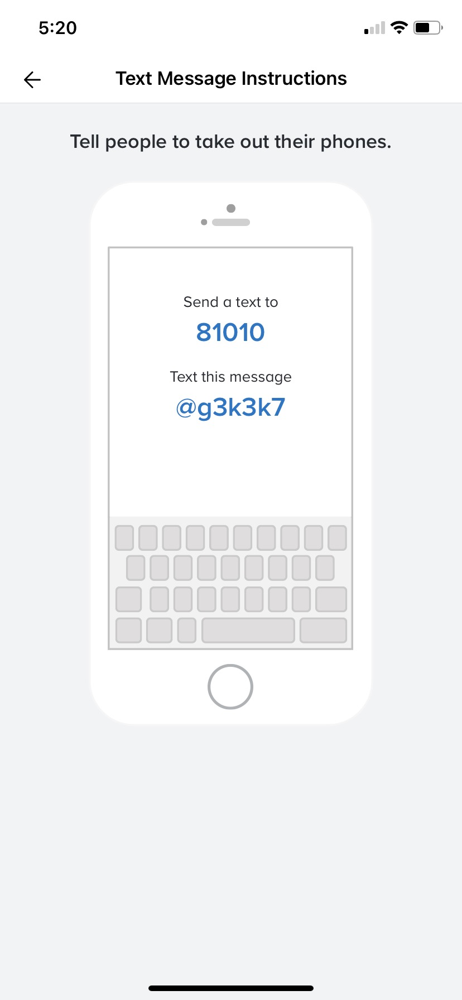 5:20
Text Message Instructions
Tell people to take out their phones.
Send a text to
81010
Text this message
@g3k3k7